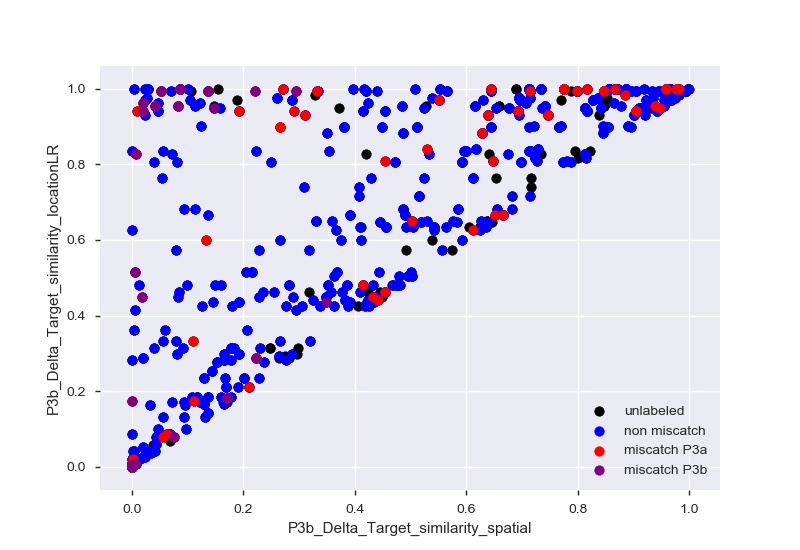 1.0
0.8
0.6
0.4
0.2
0.0
P3b_Delta_Target_similarity_locationLR
unlabeled
non miscatch
miscatch P3a
miscatch P3b
0.0 0.2 0.4 0.6 0.8 1.0
P3b_Delta_Target_similarity_spatial